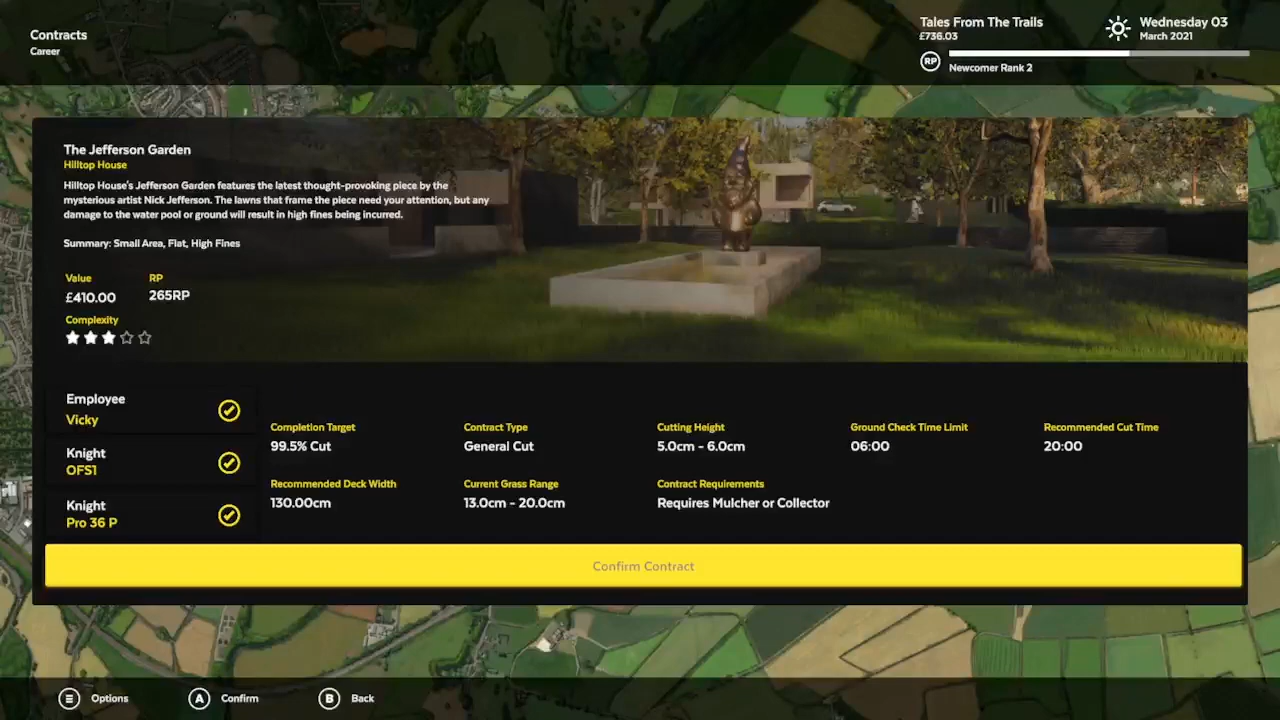 Contracts
Career
Tales From The Trails
£736.03
Wednesday 03
March 2021
RP
Newcomer Rank 2
The Jefferson Garden
Hilltop House
Hilltop House's Jefferson Garden features the latest thought-provoking piece by the
mysterious artist Nick Jefferson. The lawns that frame the piece need your attention, but any
damage to the water pool or ground will result in high fines being incurred.
Summary: Small Area, Flat, High Fines
Value
RP
£410.00
265RP
Complexity
Employee
Vicky
Knight
OFS1
Knight
Pro 36 P
Completion Target
99.5% Cut
Contract Type
General Cut
Cutting Height
5.0cm - 6.0cm
Ground Check Time Limit
06:00
Recommended Cut Time
20:00
Recommended Deck Width
130.00cm
Current Grass Range
13.0cm - 20.0cm
Contract Requirements
Requires Mulcher or Collector
Confirm Contract
Options
A Confirm
B Back